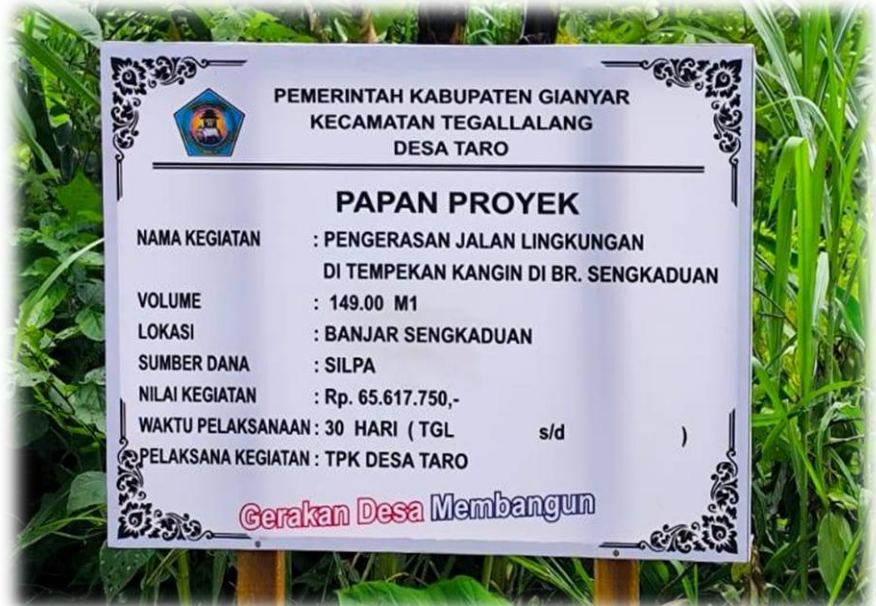 PEMERINTAH KABUPATEN GIANYAR
KECAMATAN TEGALLALANG
DESA TARO
PAPAN PROYEK
NAMA KEGIATAN : PENGERASAN JALAN LINGKUNGAN
DI TEMPEKAN KANGIN DI BR. SENGKADUAN
VOLUME : 149.00 M1
LOKASI : BANJAR SENGKADUAN
SUMBER DANA : SILPA
NILAI KEGIATAN : Rp. 65.617.750,-
WAKTU PELAKSANAAN : 30 HARI ( TGL s/d )
PELAKSANA KEGIATAN : TPK DESA TARO
Gerakan Desa Membangun